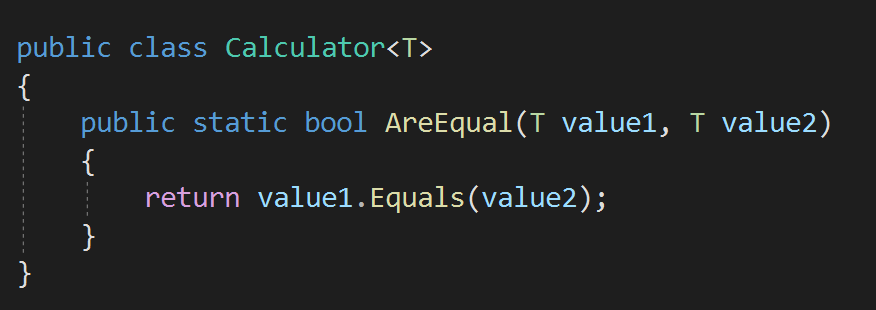 public class Calculator<T>
{
    public static bool AreEqual(T value1, T value2)
    {
        return value1.Equals(value2);
    }
}